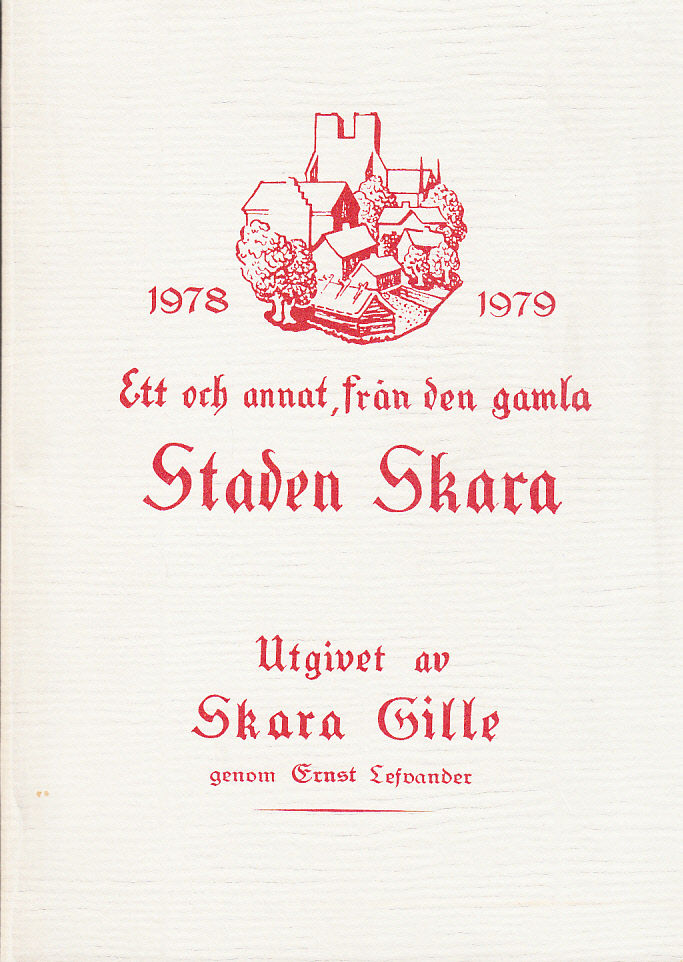 1978
1979
Ett och annat, från den gamla
Staden Skara
Utgivet av
Skara Gille
genom Ernst Lefvander